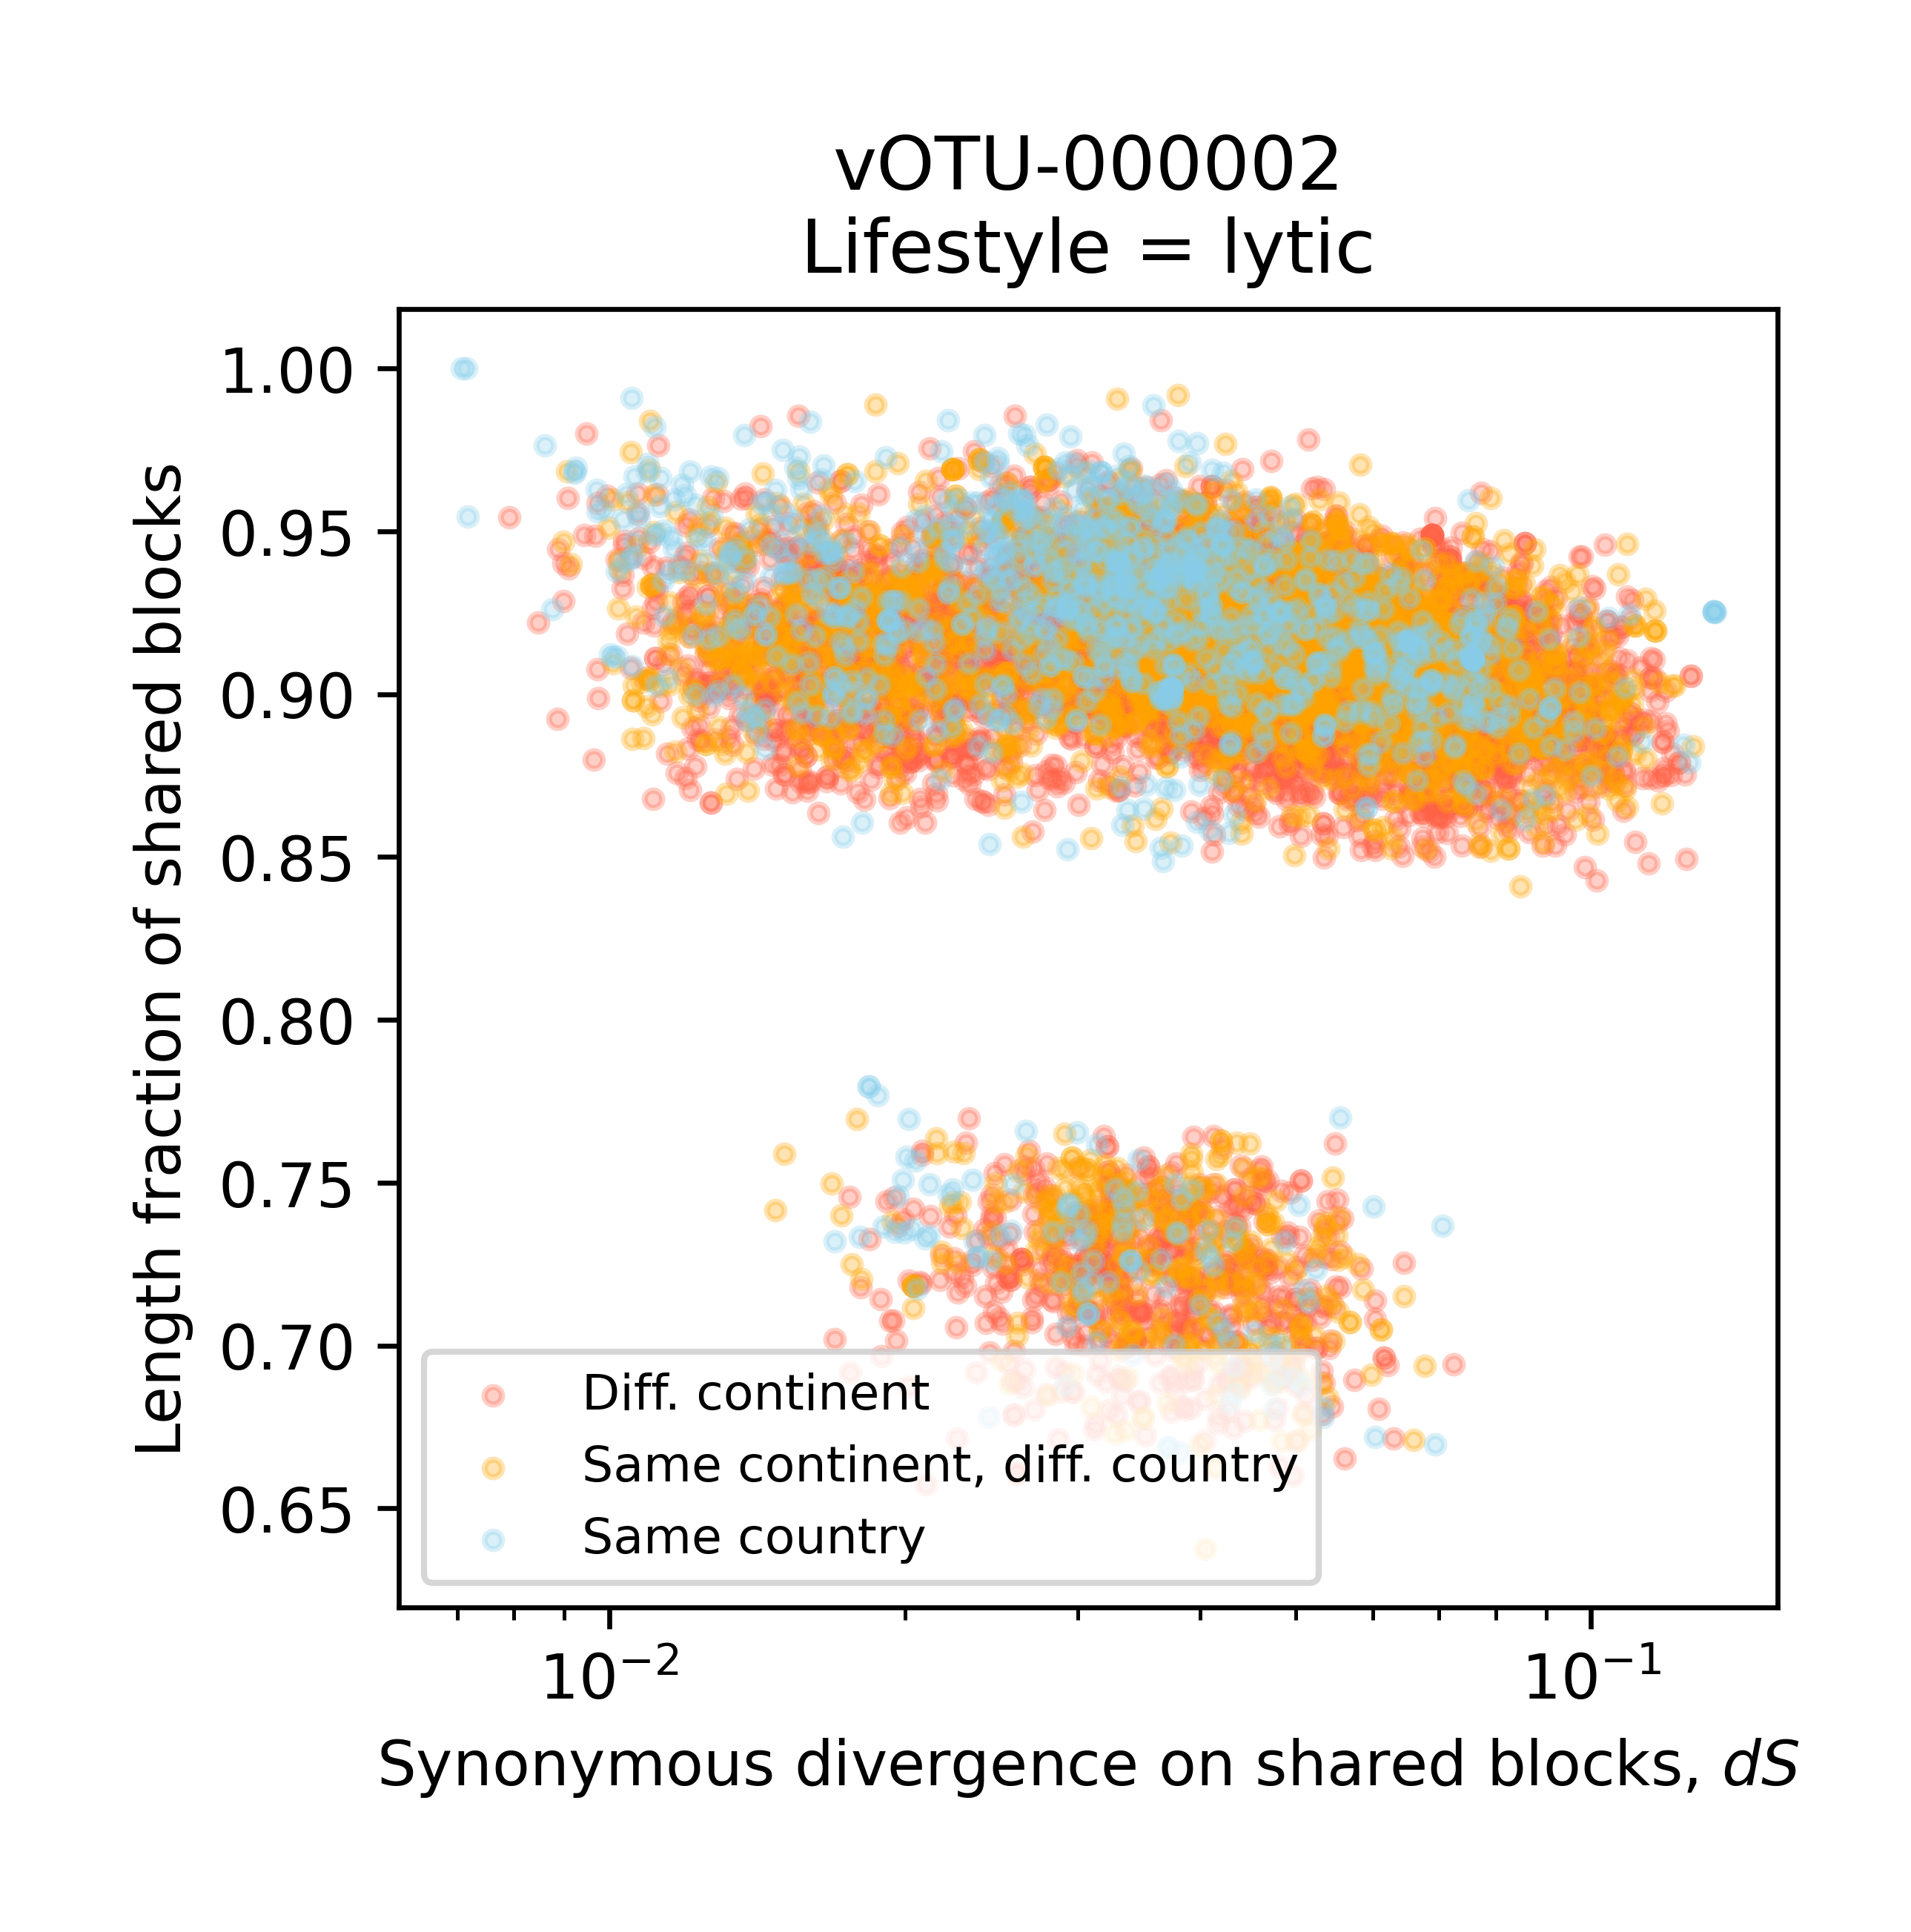 vOTU-000002
Lifestyle = lytic
Length fraction of shared blocks
1.00
0.95
0.90
0.85
0.80
0.75
0.70
0.65
Diff. continent
Same continent, diff. country
Same country
10⁻² 10⁻¹
Synonymous divergence on shared blocks, dS